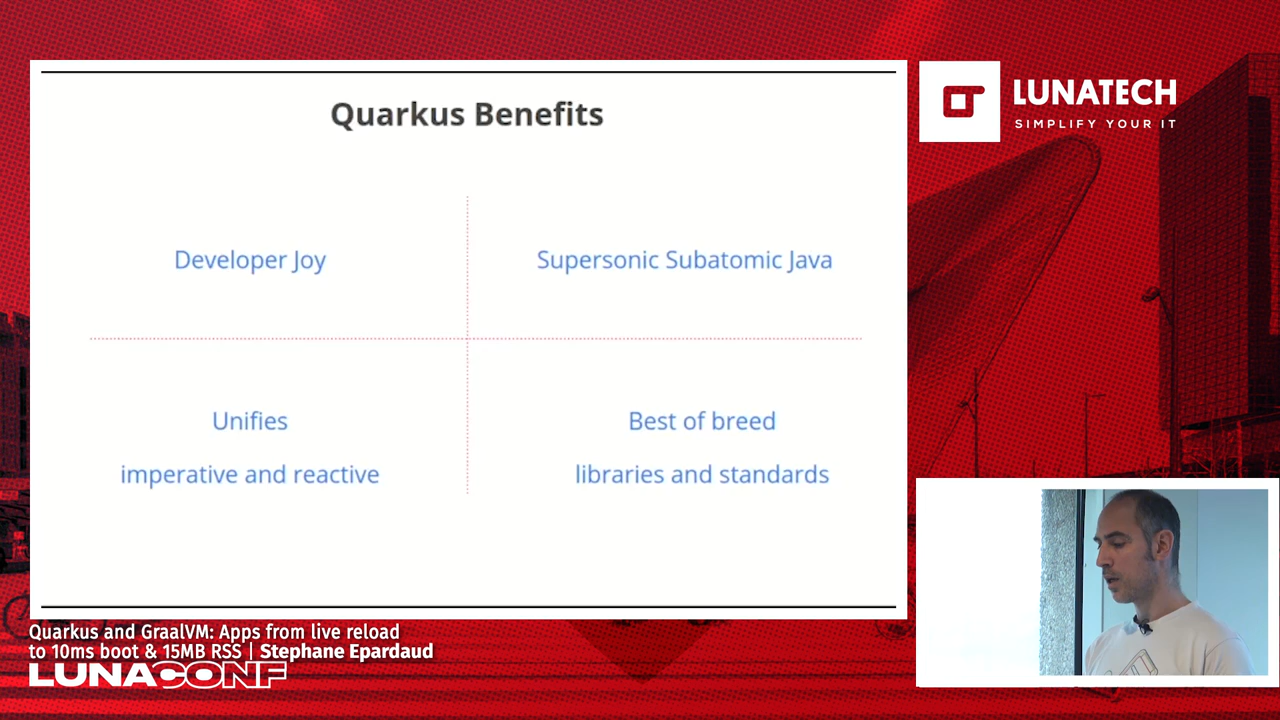 Quarkus Benefits
Developer Joy
Supersonic Subatomic Java
Unifies
imperative and reactive
Best of breed
libraries and standards
LUNATECH
SIMPLIFY YOUR IT
Quarkus and GraalVM: Apps from live reload
to 10ms boot & 15MB RSS | Stephane Epardaud
LUNACONF